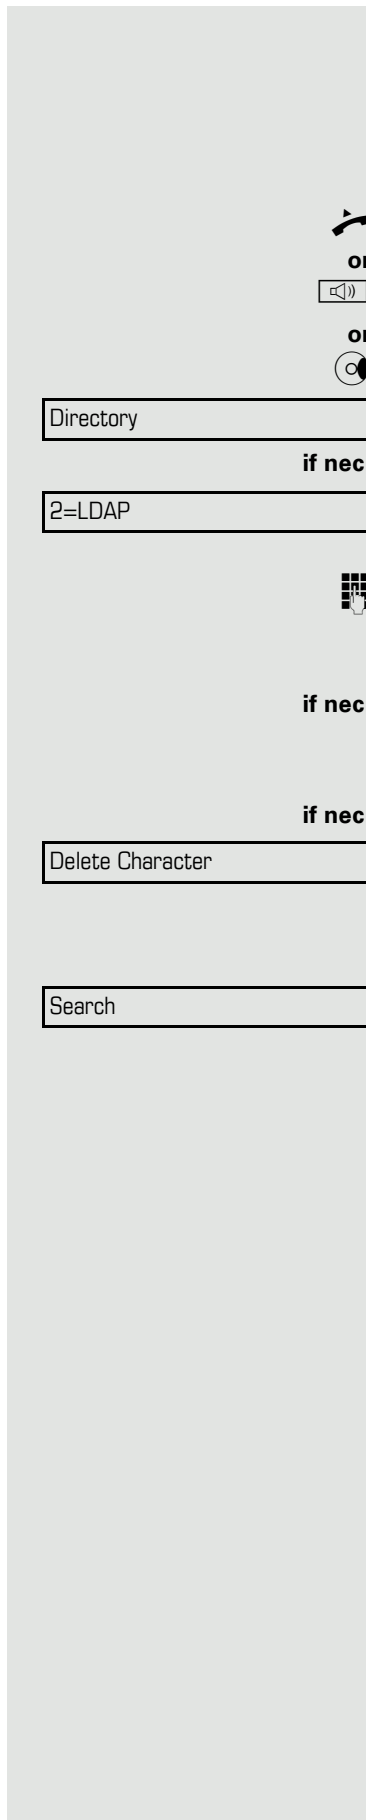 or
or
Directory
if nec
2=LDAP
if nec
if nec
Delete Character
Search